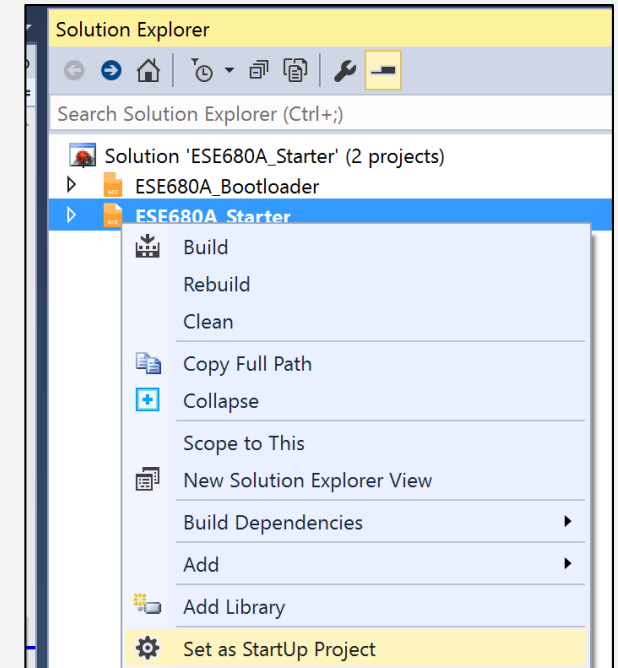 Solution Explorer
Search Solution Explorer (Ctrl+;)
Solution 'ESE680A_Starter' (2 projects)
ESE680A_Bootloader
ESE680A_Starter
Build
Rebuild
Clean
Copy Full Path
Collapse
Scope to This
New Solution Explorer View
Build Dependencies
Add
Add Library
Set as StartUp Project